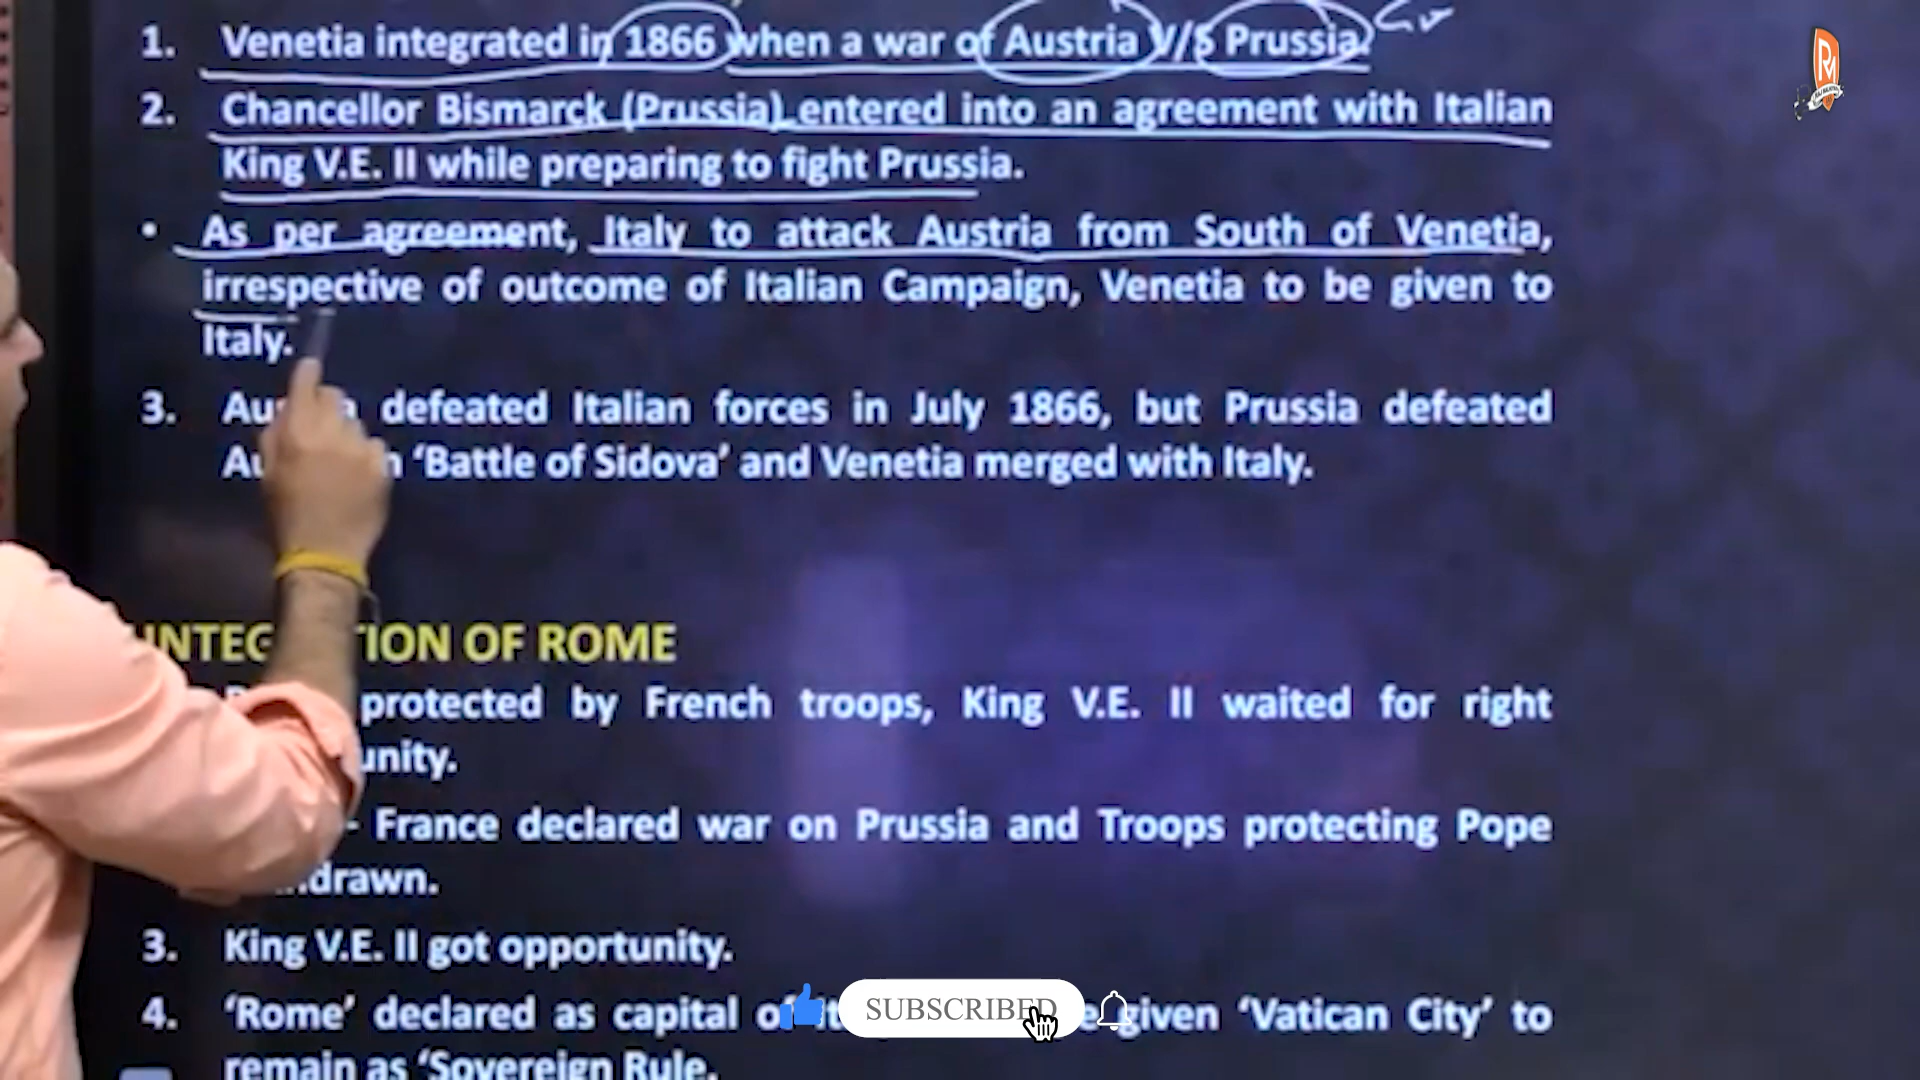 1. Venetia integrated in 1866 when a war of Austria V/S Prussia.
2. Chancellor Bismarck (Prussia) entered into an agreement with Italian
King V.E. II while preparing to fight Prussia.
• As per agreement, Italy to attack Austria from South of Venetia,
irrespective of outcome of Italian Campaign, Venetia to be given to
Italy.
3. defeated Italian forces in July 1866, but Prussia defeated
'Battle of Sidova' and Venetia merged with Italy.
OF ROME
protected by French troops, King V.E. II waited for right
- France declared war on Prussia and Troops protecting Pope
3. King V.E. II got opportunity.
4. 'Rome' declared as capital given 'Vatican City' to
SUBSCRIBED
remain as 'Sovereign Rule.